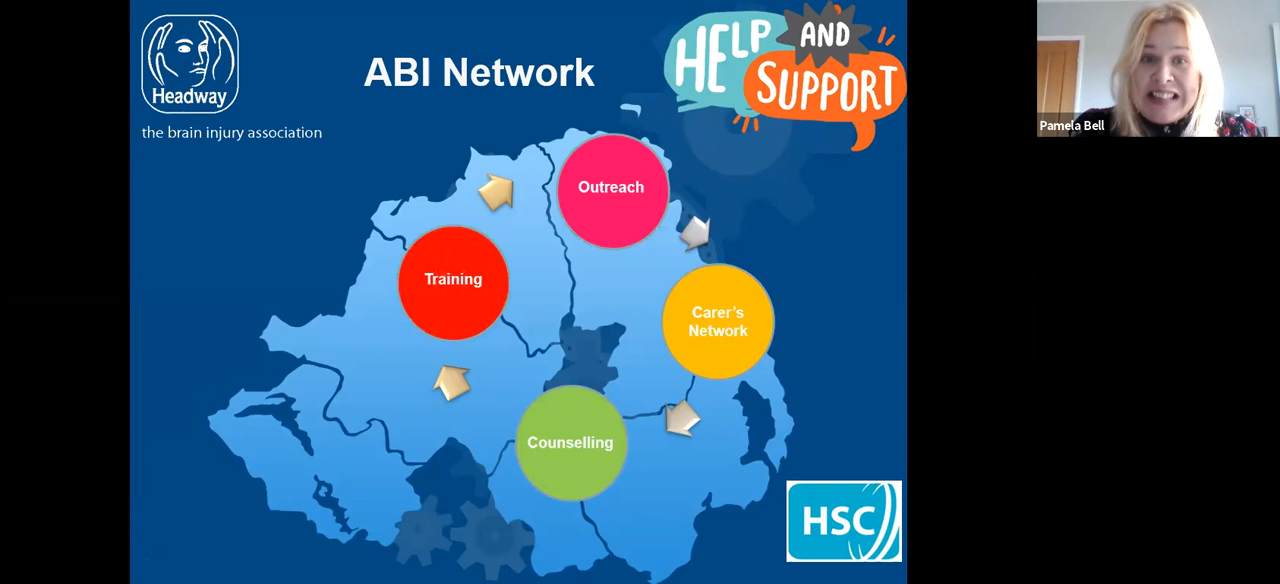 ABI Network
HELP AND
SUPPORT
Headway
the brain injury association
Pamela Bell
Outreach
Training
Carer's
Network
Counselling
HSC